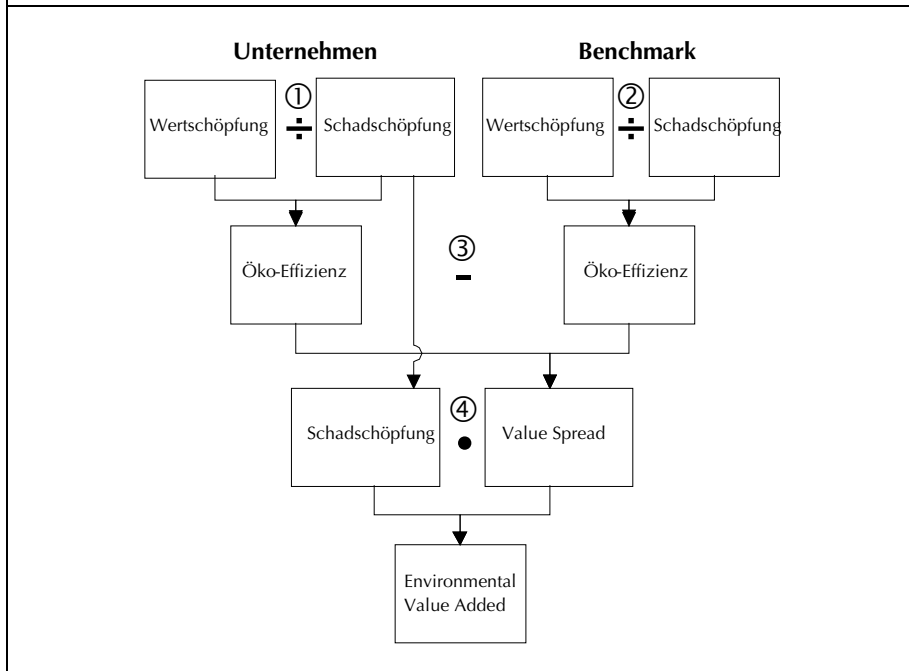 Unternehmen Benchmark
① ②
Wertschöpfung ÷ Schadschöpfung Wertschöpfung ÷ Schadschöpfung
③
Öko-Effizienz - Öko-Effizienz
④
Schadschöpfung • Value Spread
Environmental
Value Added